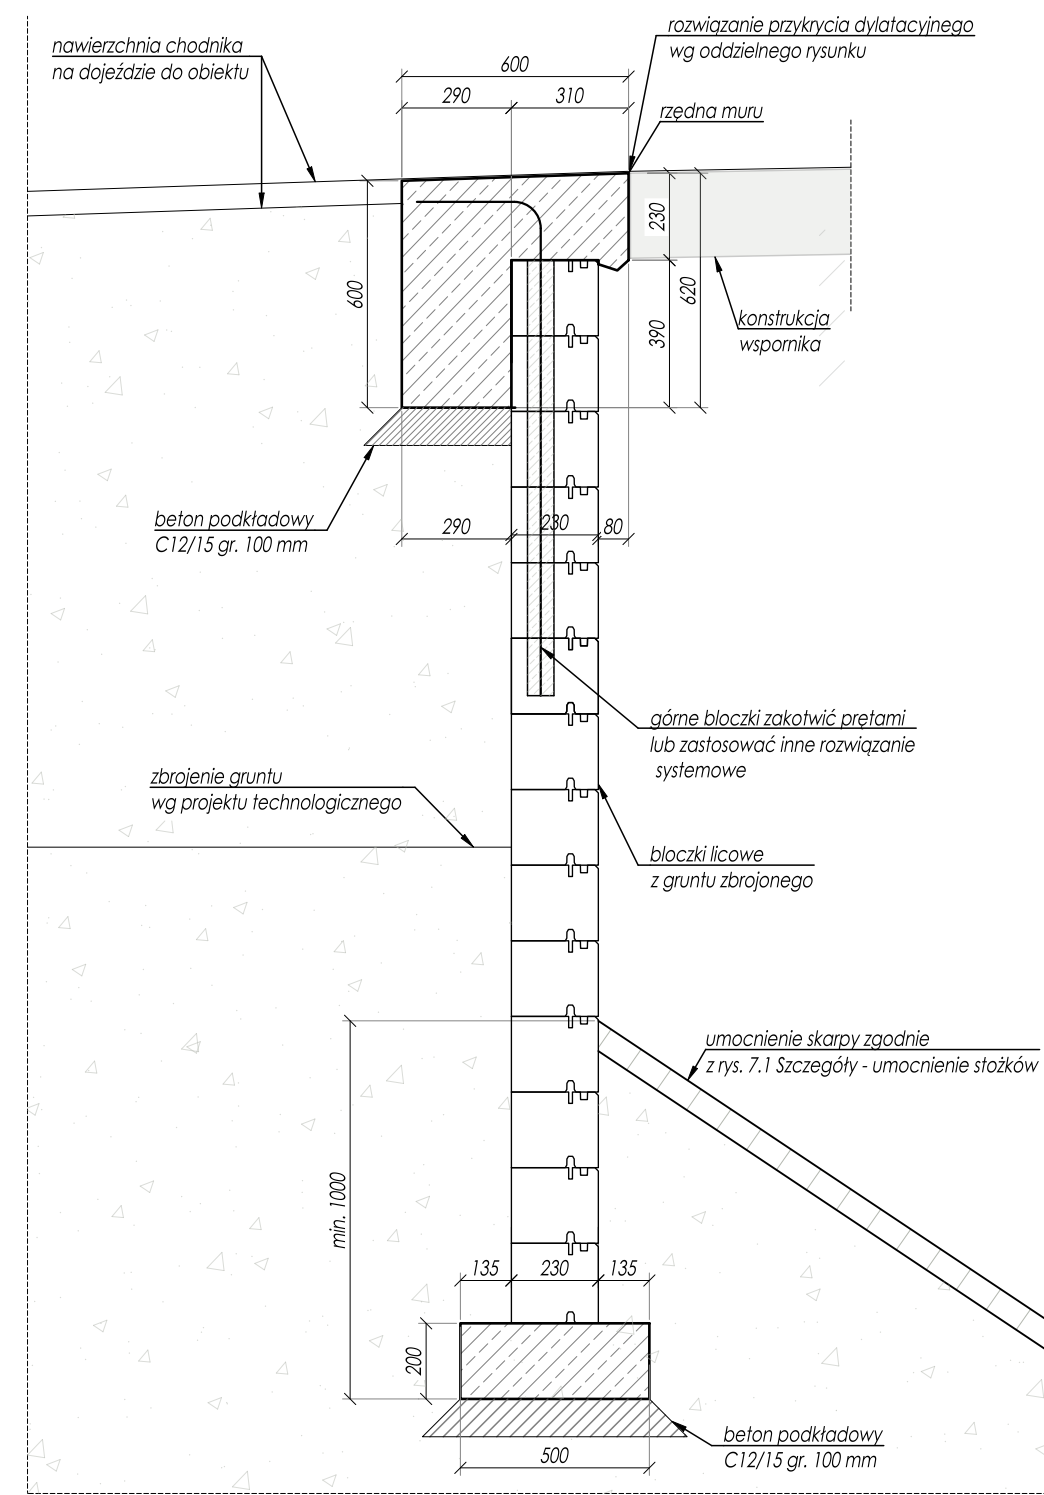 rozwiązanie przykrycia dylatacyjnego
wg oddzielnego rysunku
nawierzchnia chodnika
na dojeździe do obiektu
600
290
310
rzędna muru
230
600
620
390
konstrukcja
wspornika
beton podkładowy
C12/15 gr. 100 mm
290
230
80
górne bloczki zakotwić prętami
lub zastosować inne rozwiązanie
systemowe
zbrojenie gruntu
wg projektu technologicznego
bloczki licowe
z gruntu zbrojonego
umocnienie skarpy zgodnie
z rys. 7.1 Szczegóły - umocnienie stożków
min. 1000
135
230
135
200
beton podkładowy
C12/15 gr. 100 mm
500